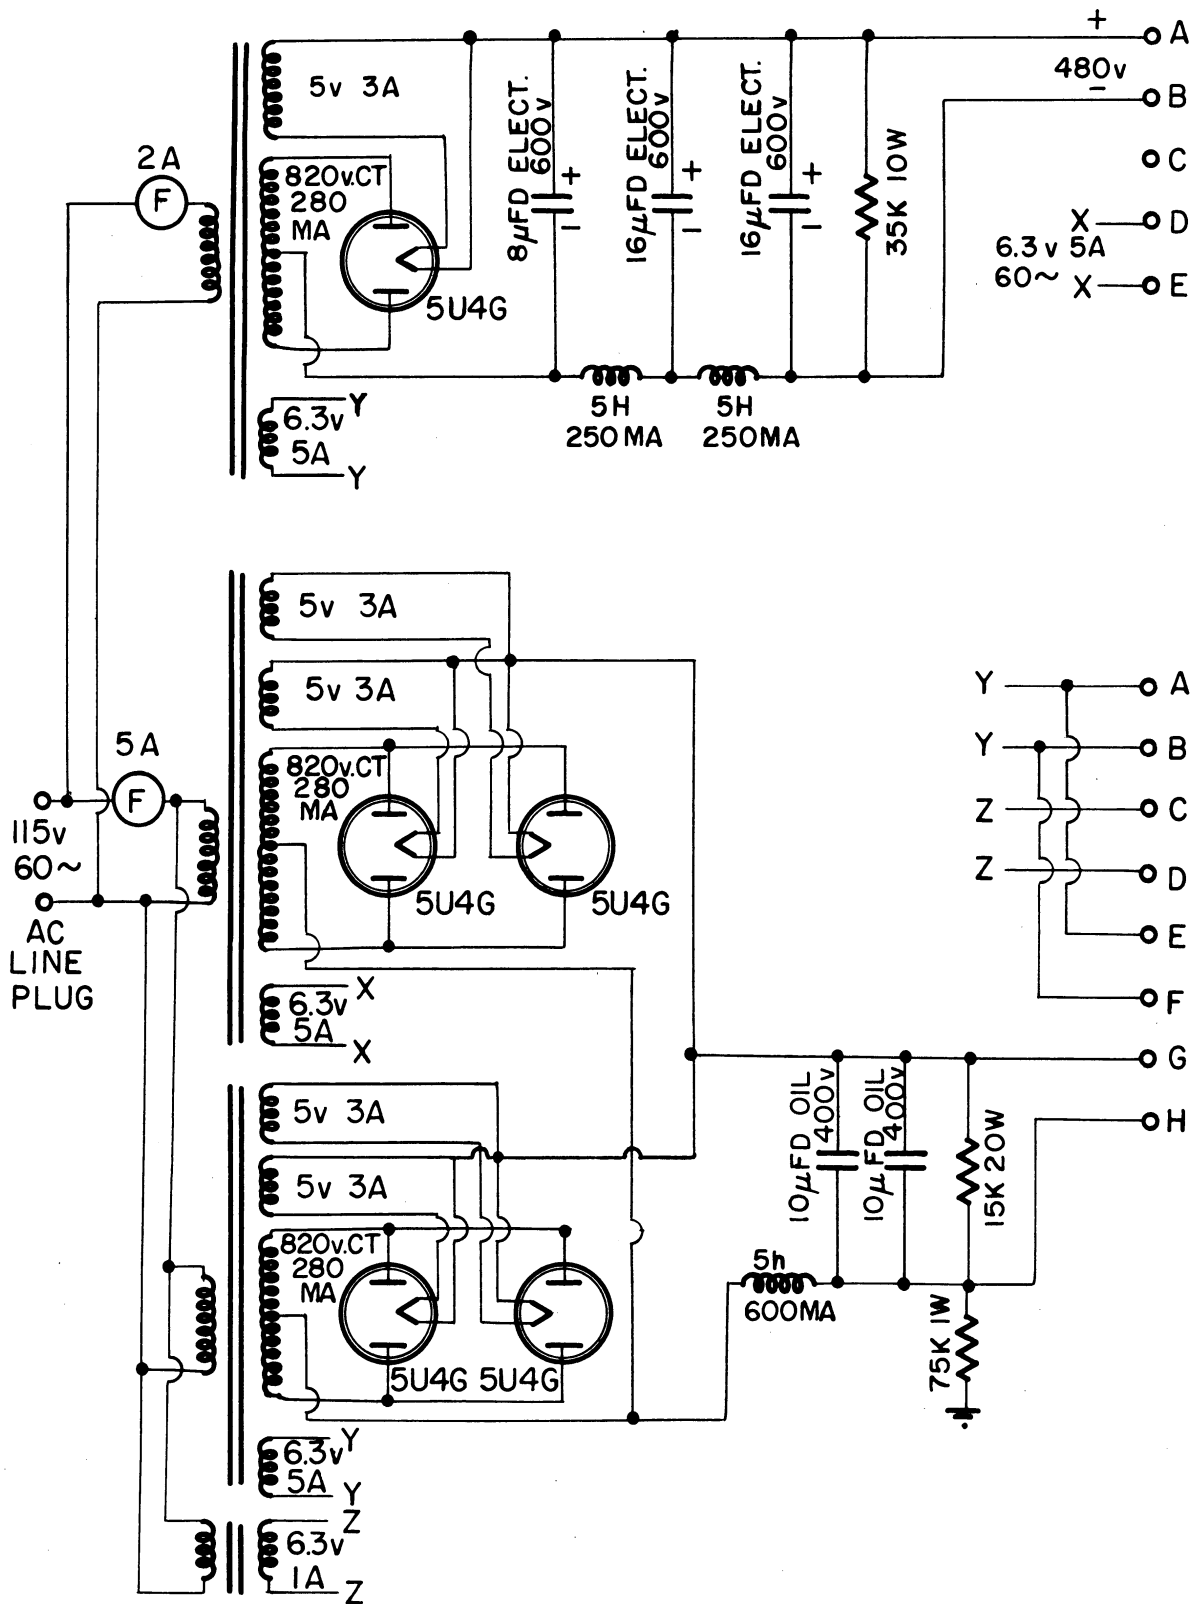 +
A
480v
−
B
C
X
D
6.3v 5A
60~
X
E
5v 3A
2A
F
820v.CT
280
MA
5U4G
8μFD ELECT.
600v
+
−
16μFD ELECT.
600v
+
−
16μFD ELECT.
600v
+
−
35K 10W
5H
250MA
5H
250MA
Y
6.3v
5A
Y
5v 3A
5v 3A
5A
F
115v
60~
AC
LINE
PLUG
820v.CT
280
MA
5U4G
5U4G
X
6.3v
5A
X
Y
A
Y
B
Z
C
Z
D
E
F
G
H
5v 3A
5v 3A
820v.CT
280
MA
5U4G
5U4G
10μFD OIL
400v
10μFD OIL
400v
15K 20W
5h
600MA
75K 1W
Y
6.3v
5A
Y
Z
6.3v
1A
Z